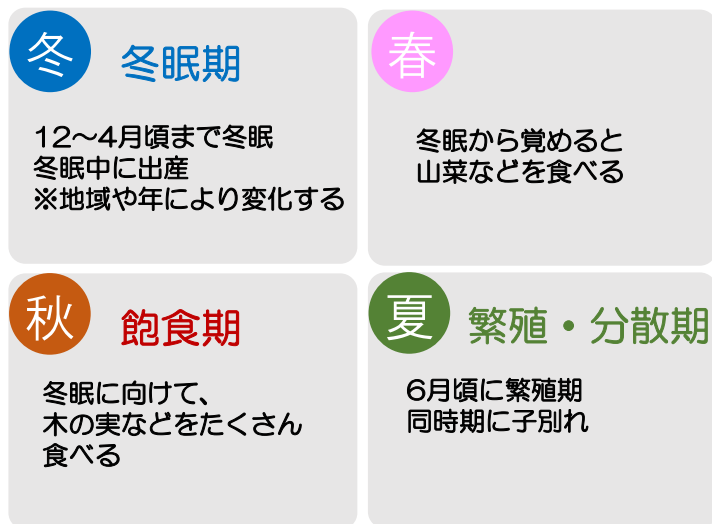 冬
冬眠期
12～4月頃まで冬眠
冬眠中に出産
※地域や年により変化する
春
冬眠から覚めると
山菜などを食べる
秋
飽食期
冬眠に向けて、
木の実などをたくさん
食べる
夏
繁殖・分散期
6月頃に繁殖期
同時期に子別れ